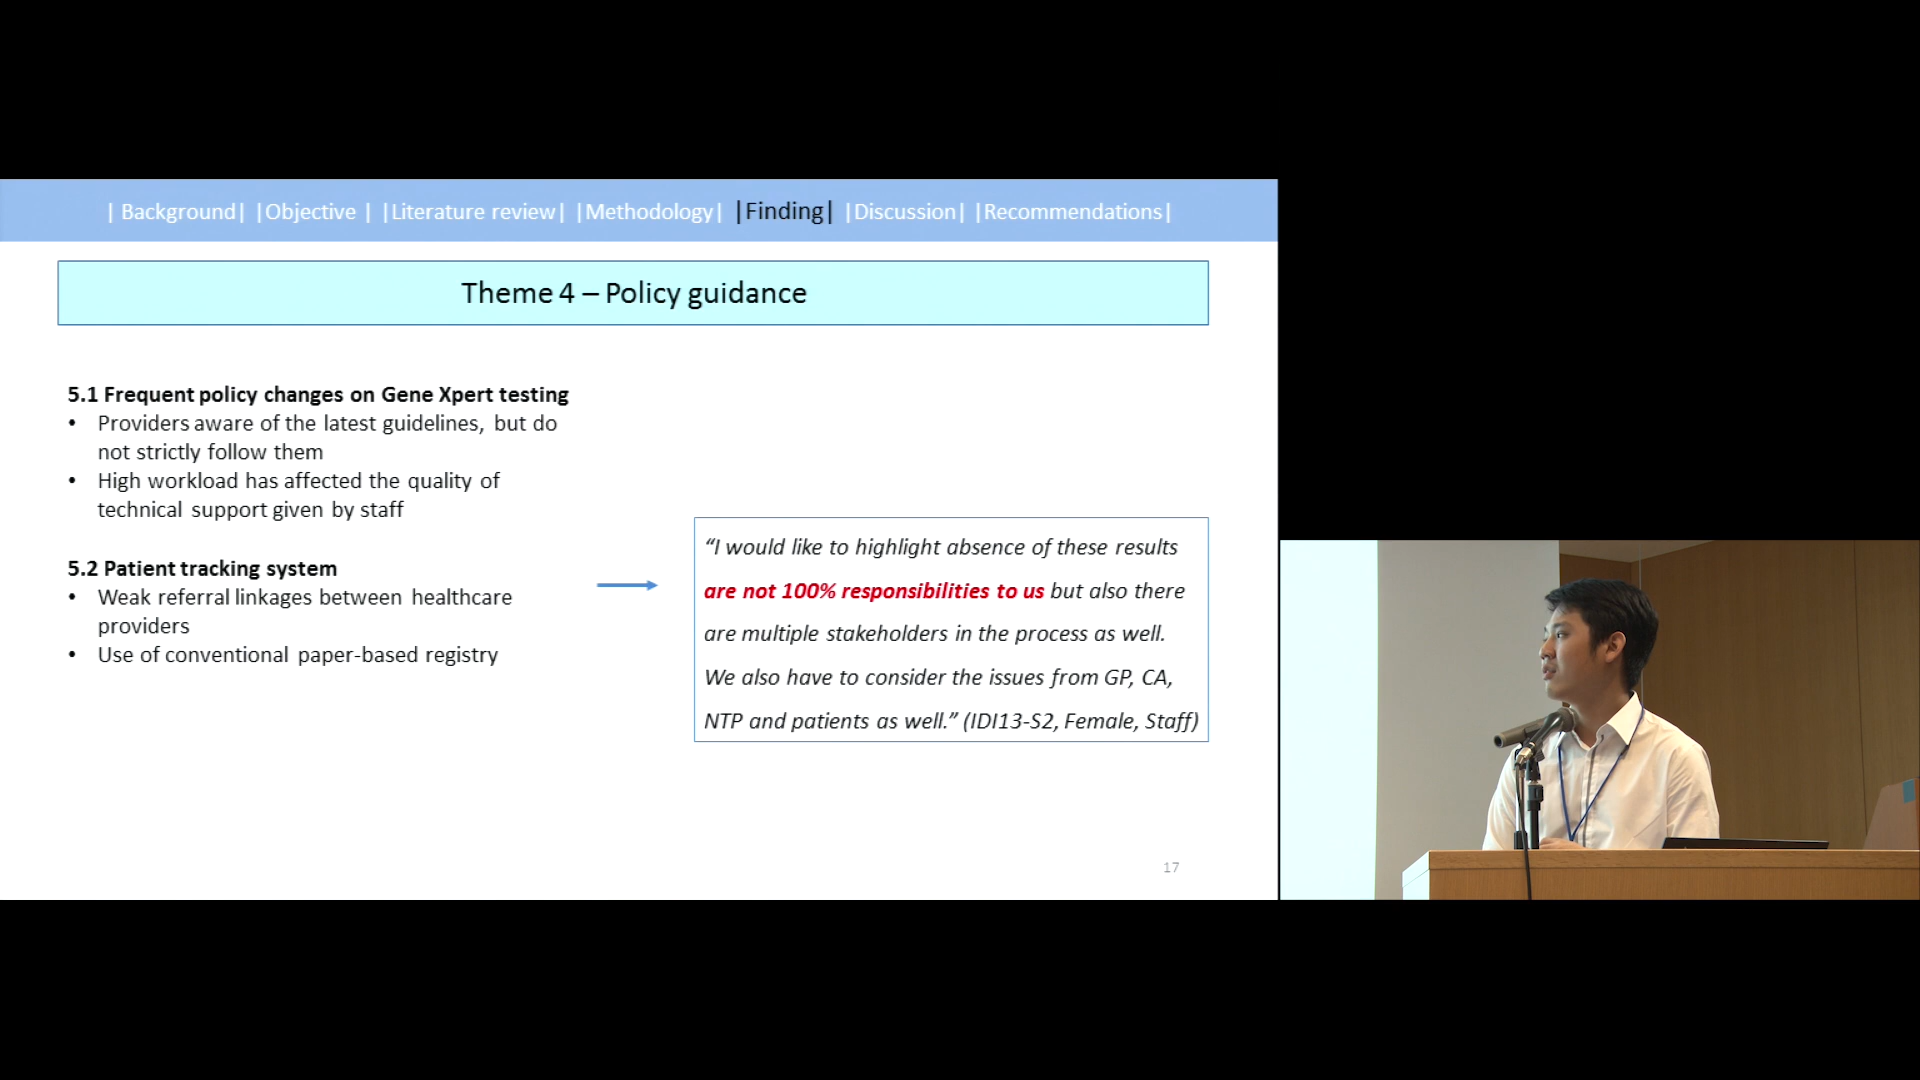 | Background| |Objective | |Literature review| |Methodology| |Finding| |Discussion| |Recommendations|
Theme 4 – Policy guidance
5.1 Frequent policy changes on Gene Xpert testing
• Providers aware of the latest guidelines, but do
not strictly follow them
• High workload has affected the quality of
technical support given by staff
5.2 Patient tracking system
• Weak referral linkages between healthcare
providers
• Use of conventional paper-based registry
“I would like to highlight absence of these results
are not 100% responsibilities to us but also there
are multiple stakeholders in the process as well.
We also have to consider the issues from GP, CA,
NTP and patients as well.” (IDI13-S2, Female, Staff)
17